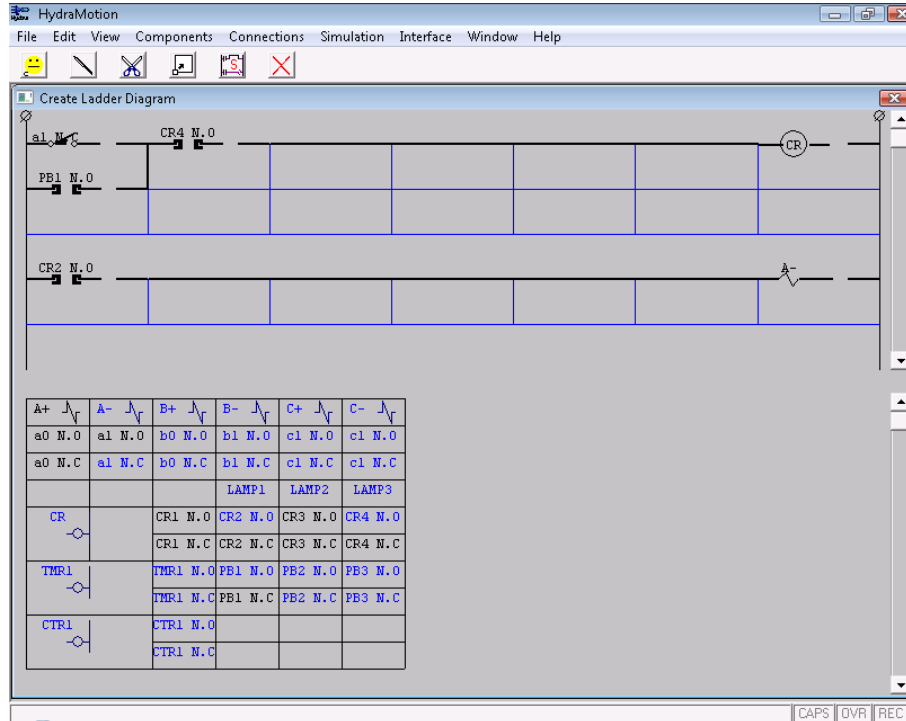 HydraMotion
File Edit View Components Connections Simulation Interface Window Help
Create Ladder Diagram
a1 N.C CR4 N.O CR
PB1 N.O
CR2 N.O A-
A+ A- B+ B- C+ C-
a0 N.O a1 N.O b0 N.O b1 N.O c1 N.O c1 N.O
a0 N.C a1 N.C b0 N.C b1 N.C c1 N.C c1 N.C
LAMP1 LAMP2 LAMP3
CR CR1 N.O CR2 N.O CR3 N.O CR4 N.O
CR1 N.C CR2 N.C CR3 N.C CR4 N.C
TMR1 TMR1 N.O PB1 N.O PB2 N.O PB3 N.O
TMR1 N.C PB1 N.C PB2 N.C PB3 N.C
CTR1 CTR1 N.O
CTR1 N.C
CAPS OVR REC